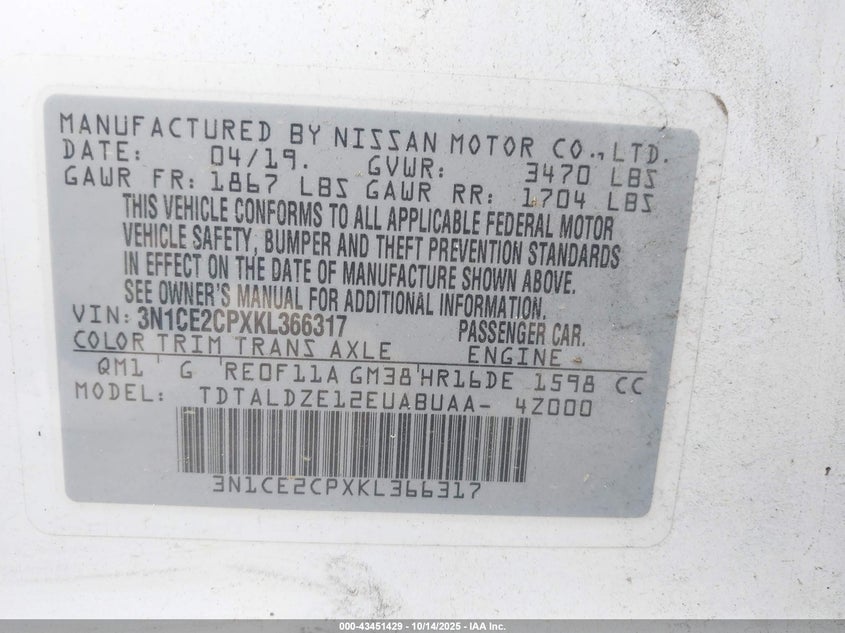 MANUFACTURED BY NISSAN MOTOR CO., LTD.
DATE: 04/19. GVWR: 3470 LBS
GAWR FR: 1867 LBS GAWR RR: 1704 LBS
THIS VEHICLE CONFORMS TO ALL APPLICABLE FEDERAL MOTOR
VEHICLE SAFETY, BUMPER AND THEFT PREVENTION STANDARDS
IN EFFECT ON THE DATE OF MANUFACTURE SHOWN ABOVE.
SEE OWNER'S MANUAL FOR ADDITIONAL INFORMATION.
VIN: 3N1CE2CPXKL366317 PASSENGER CAR.
COLOR TRIM TRANS AXLE ENGINE
QM1 G RE0F11A GM38 HR16DE 1598 CC
MODEL: TDTALDZE12EUABUAA- 4Z000
3N1CE2CPXKL366317
000-43451429 - 10/14/2025 - IAA Inc.